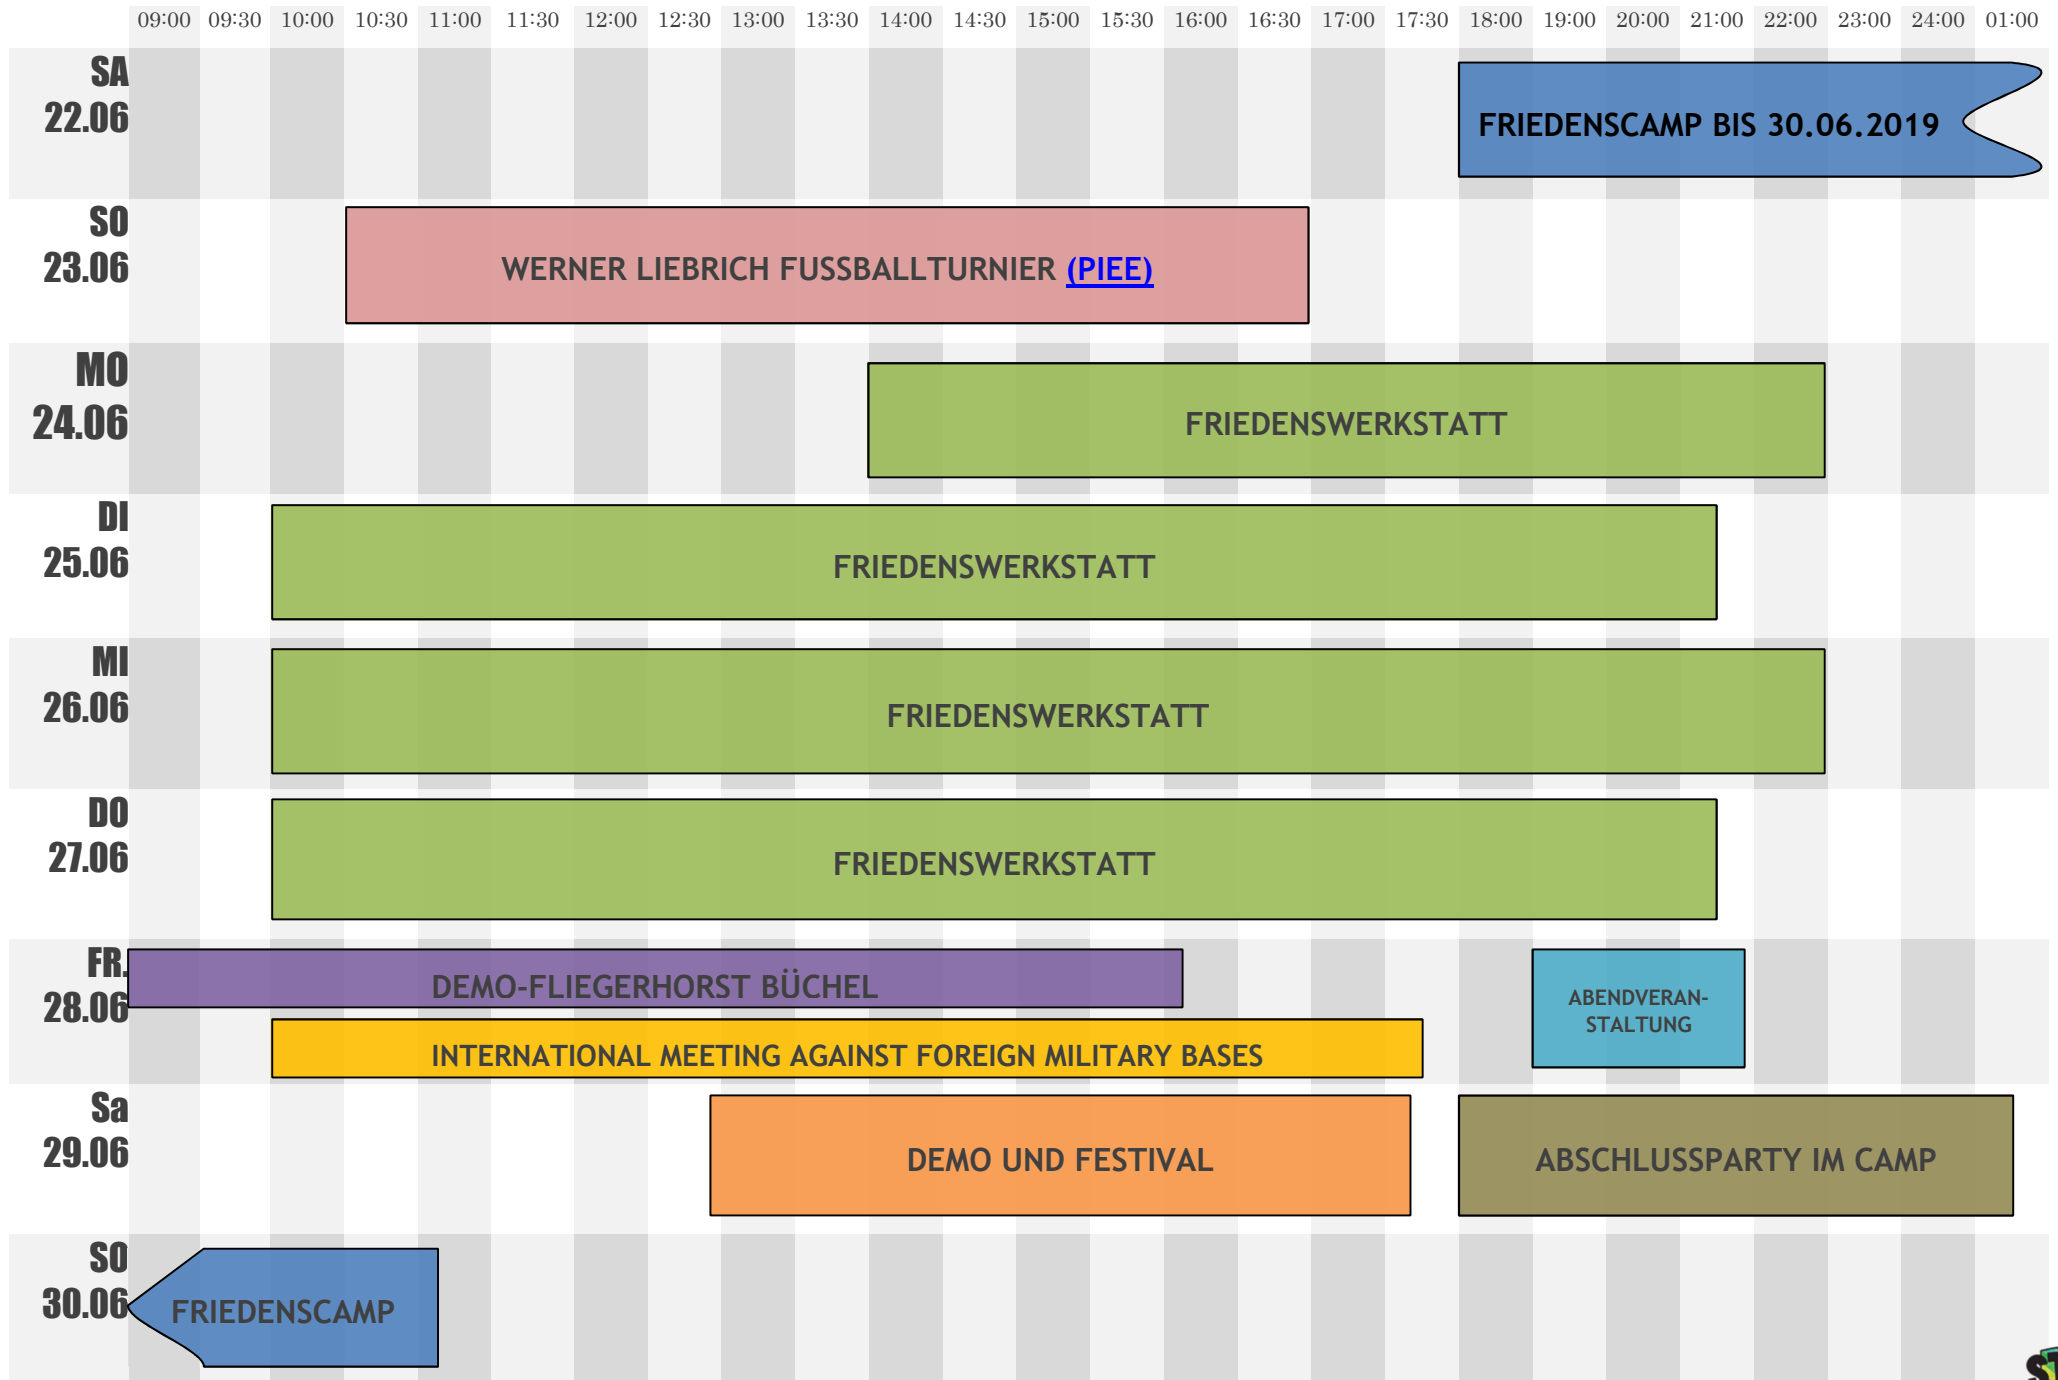 09:00 09:30 10:00 10:30 11:00 11:30 12:00 12:30 13:00 13:30 14:00 14:30 15:00 15:30 16:00 16:30 17:00 17:30 18:00 19:00 20:00 21:00 22:00 23:00 24:00 01:00
SA
22.06
FRIEDENSCAMP BIS 30.06.2019
SO
23.06
WERNER LIEBRICH FUSSBALLTURNIER (PIEE)
MO
24.06
FRIEDENSWERKSTATT
DI
25.06
FRIEDENSWERKSTATT
MI
26.06
FRIEDENSWERKSTATT
DO
27.06
FRIEDENSWERKSTATT
FR.
28.06
DEMO-FLIEGERHORST BÜCHEL
INTERNATIONAL MEETING AGAINST FOREIGN MILITARY BASES
ABENDVERAN-
STALTUNG
Sa
29.06
DEMO UND FESTIVAL
ABSCHLUSSPARTY IM CAMP
SO
30.06
FRIEDENSCAMP